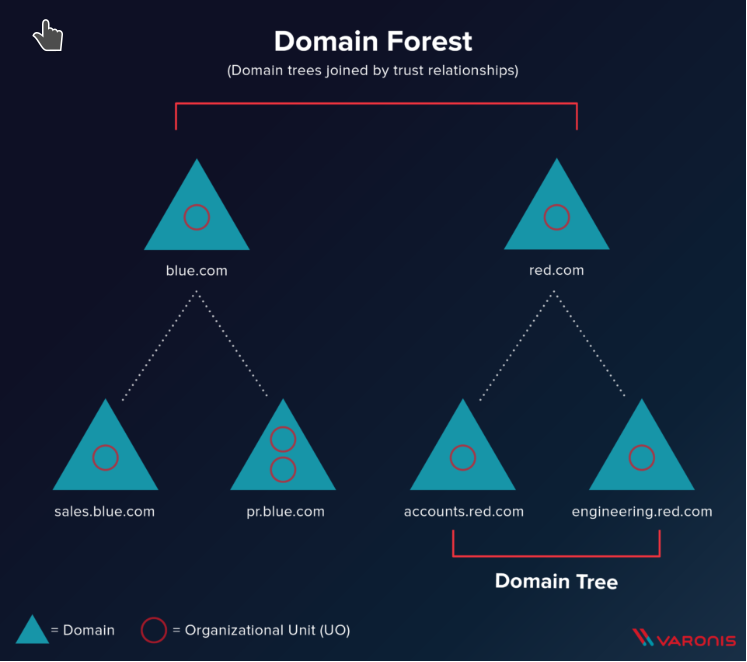 Domain Forest
(Domain trees joined by trust relationships)
blue.com
red.com
sales.blue.com
pr.blue.com
accounts.red.com
engineering.red.com
Domain Tree
= Domain
= Organizational Unit (UO)
VARONIS